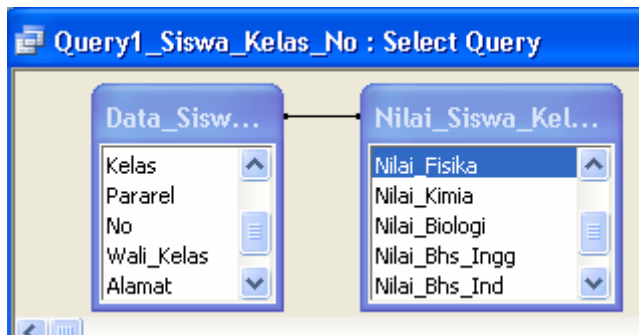 Query1_Siswa_Kelas_No : Select Query
Data_Sisw...
Kelas
Pararel
No
Wali_Kelas
Alamat
Nilai_Siswa_Kel...
Nilai_Fisika
Nilai_Kimia
Nilai_Biologi
Nilai_Bhs_Ingg
Nilai_Bhs_Ind